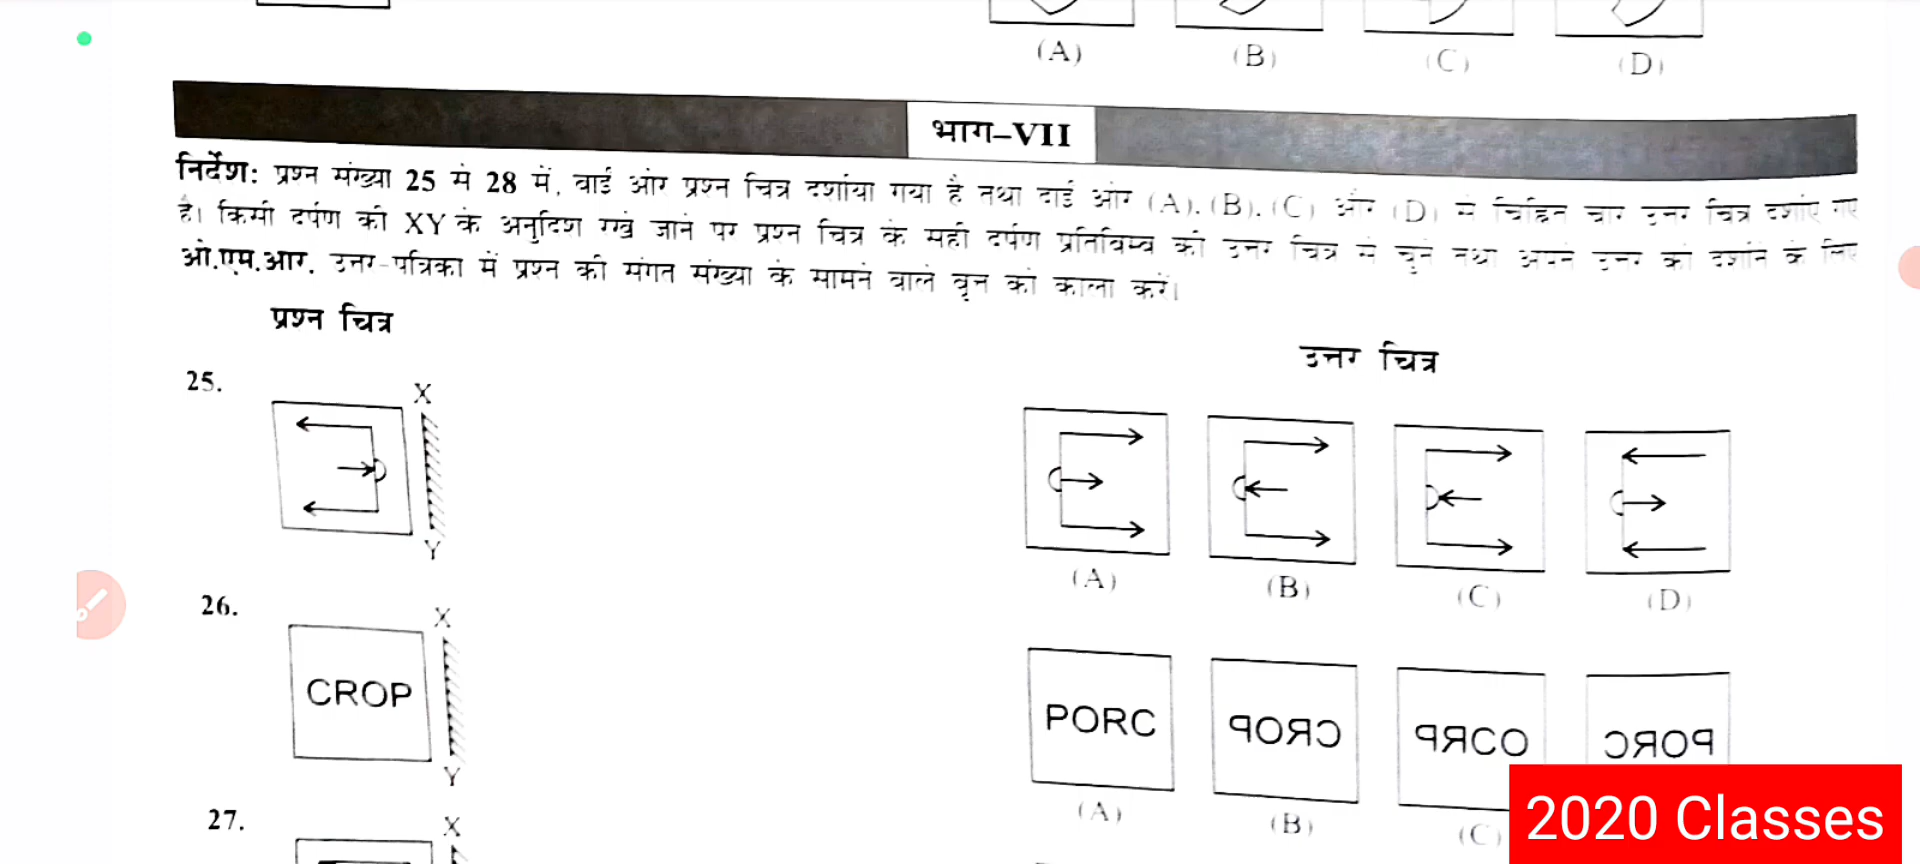 (A) (B) (C) (D)
भाग–VII
निर्देश: प्रश्न संख्या 25 से 28 में, बाईं ओर प्रश्न चित्र दर्शाया गया है तथा दाईं ओर (A), (B), (C) और (D) से चिह्नित चार उत्तर चित्र दर्शाए गए
हैं। किसी दर्पण को XY के अनुदिश रखे जाने पर प्रश्न चित्र के सही दर्पण प्रतिबिम्ब को उत्तर चित्र से चुनें तथा अपने उत्तर को दर्शाने के लिए
ओ.एम.आर. उत्तर-पत्रिका में प्रश्न की संगत संख्या के सामने वाले वृत्त को काला करें।
प्रश्न चित्र
उत्तर चित्र
25.
X
Y
(A) (B) (C) (D)
26.
X
CROP
Y
PORC
(A) (B) (C)
27.
X
2020 Classes